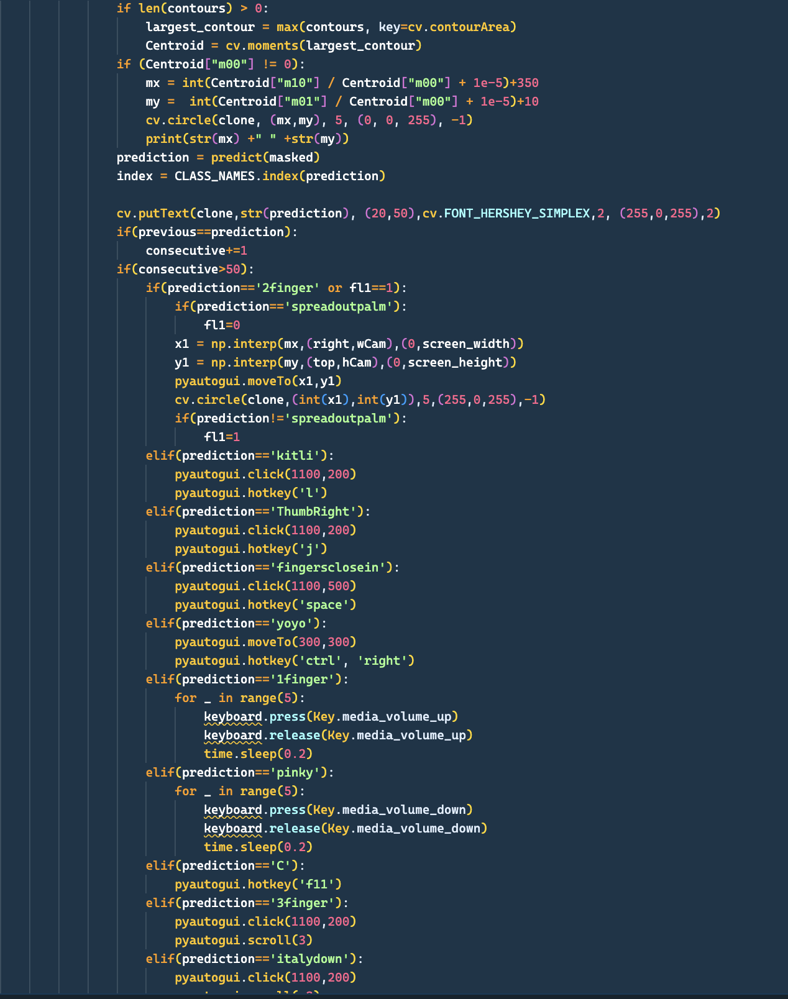 if len(contours) > 0:
largest_contour = max(contours, key=cv.contourArea)
Centroid = cv.moments(largest_contour)
if (Centroid["m00"] != 0):
mx = int(Centroid["m10"] / Centroid["m00"] + 1e-5)+350
my =  int(Centroid["m01"] / Centroid["m00"] + 1e-5)+10
cv.circle(clone, (mx,my), 5, (0, 0, 255), -1)
print(str(mx) +" " +str(my))
prediction = predict(masked)
index = CLASS_NAMES.index(prediction)
cv.putText(clone,str(prediction), (20,50),cv.FONT_HERSHEY_SIMPLEX,2, (255,0,255),2)
if(previous==prediction):
consecutive+=1
if(consecutive>50):
if(prediction=='2finger' or fl1==1):
if(prediction=='spreadoutpalm'):
fl1=0
x1 = np.interp(mx,(right,wCam),(0,screen_width))
y1 = np.interp(my,(top,hCam),(0,screen_height))
pyautogui.moveTo(x1,y1)
cv.circle(clone,(int(x1),int(y1)),5,(255,0,255),-1)
if(prediction!='spreadoutpalm'):
fl1=1
elif(prediction=='kitli'):
pyautogui.click(1100,200)
pyautogui.hotkey('l')
elif(prediction=='ThumbRight'):
pyautogui.click(1100,200)
pyautogui.hotkey('j')
elif(prediction=='fingersclosein'):
pyautogui.click(1100,500)
pyautogui.hotkey('space')
elif(prediction=='yoyo'):
pyautogui.moveTo(300,300)
pyautogui.hotkey('ctrl', 'right')
elif(prediction=='1finger'):
for _ in range(5):
keyboard.press(Key.media_volume_up)
keyboard.release(Key.media_volume_up)
time.sleep(0.2)
elif(prediction=='pinky'):
for _ in range(5):
keyboard.press(Key.media_volume_down)
keyboard.release(Key.media_volume_down)
time.sleep(0.2)
elif(prediction=='C'):
pyautogui.hotkey('f11')
elif(prediction=='3finger'):
pyautogui.click(1100,200)
pyautogui.scroll(3)
elif(prediction=='italydown'):
pyautogui.click(1100,200)